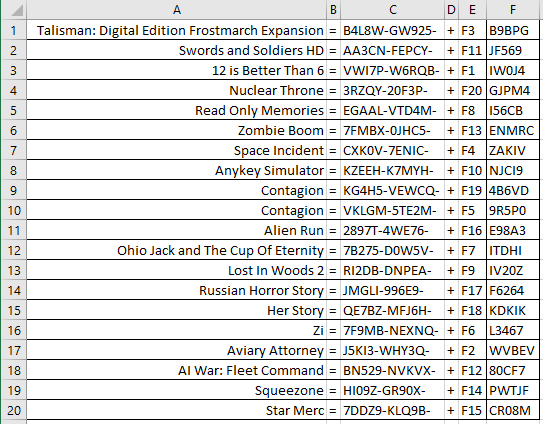 A B C D E F
1 Talisman: Digital Edition Frostmarch Expansion = B4L8W-GW925- + F3 B9BPG
2 Swords and Soldiers HD = AA3CN-FEPCY- + F11 JF569
3 12 is Better Than 6 = VWI7P-W6RQB- + F1 IW0J4
4 Nuclear Throne = 3RZQY-20F3P- + F20 GJPM4
5 Read Only Memories = EGAAL-VTD4M- + F8 I56CB
6 Zombie Boom = 7FMBX-0JHC5- + F13 ENMRC
7 Space Incident = CXK0V-7ENIC- + F4 ZAKIV
8 Anykey Simulator = KZEEH-K7MYH- + F10 NJCI9
9 Contagion = KG4H5-VEWCQ- + F19 4B6VD
10 Contagion = VKLGM-5TE2M- + F5 9R5P0
11 Alien Run = 2897T-4WE76- + F16 E98A3
12 Ohio Jack and The Cup Of Eternity = 7B275-D0W5V- + F7 ITDHI
13 Lost In Woods 2 = RI2DB-DNPEA- + F9 IV20Z
14 Russian Horror Story = JMGLI-996E9- + F17 F6264
15 Her Story = QE7BZ-MFJ6H- + F18 KDKIK
16 Zi = 7F9MB-NEXNQ- + F6 L3467
17 Aviary Attorney = J5KI3-WHY3Q- + F2 WVBEV
18 AI War: Fleet Command = BN529-NVKVX- + F12 80CF7
19 Squeezone = HI09Z-GR90X- + F14 PWTJF
20 Star Merc = 7DDZ9-KLQ9B- + F15 CR08M